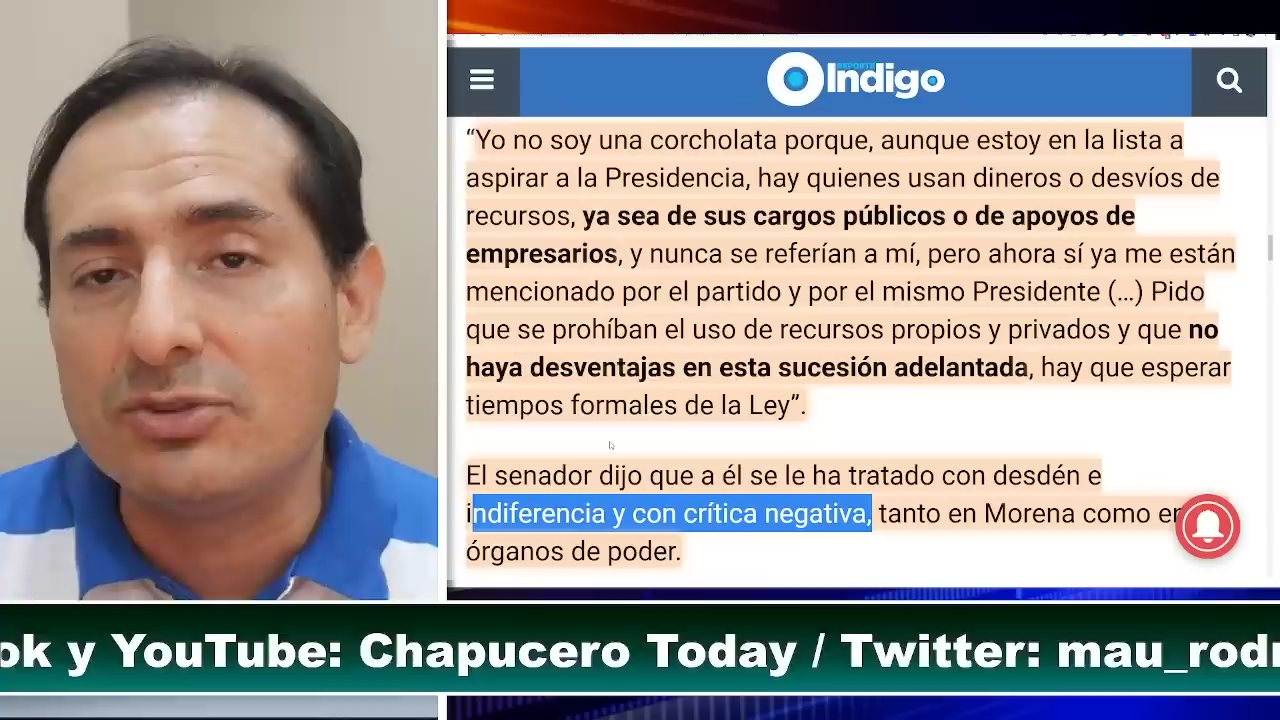 REPORTE
Indigo
“Yo no soy una corcholata porque, aunque estoy en la lista a
aspirar a la Presidencia, hay quienes usan dineros o desvíos de
recursos, ya sea de sus cargos públicos o de apoyos de
empresarios, y nunca se referían a mí, pero ahora sí ya me están
mencionado por el partido y por el mismo Presidente (...) Pido
que se prohíban el uso de recursos propios y privados y que no
haya desventajas en esta sucesión adelantada, hay que esperar
tiempos formales de la Ley”.
El senador dijo que a él se le ha tratado con desdén e
indiferencia y con crítica negativa, tanto en Morena como en
órganos de poder.
ok y YouTube: Chapucero Today / Twitter: mau_rodr